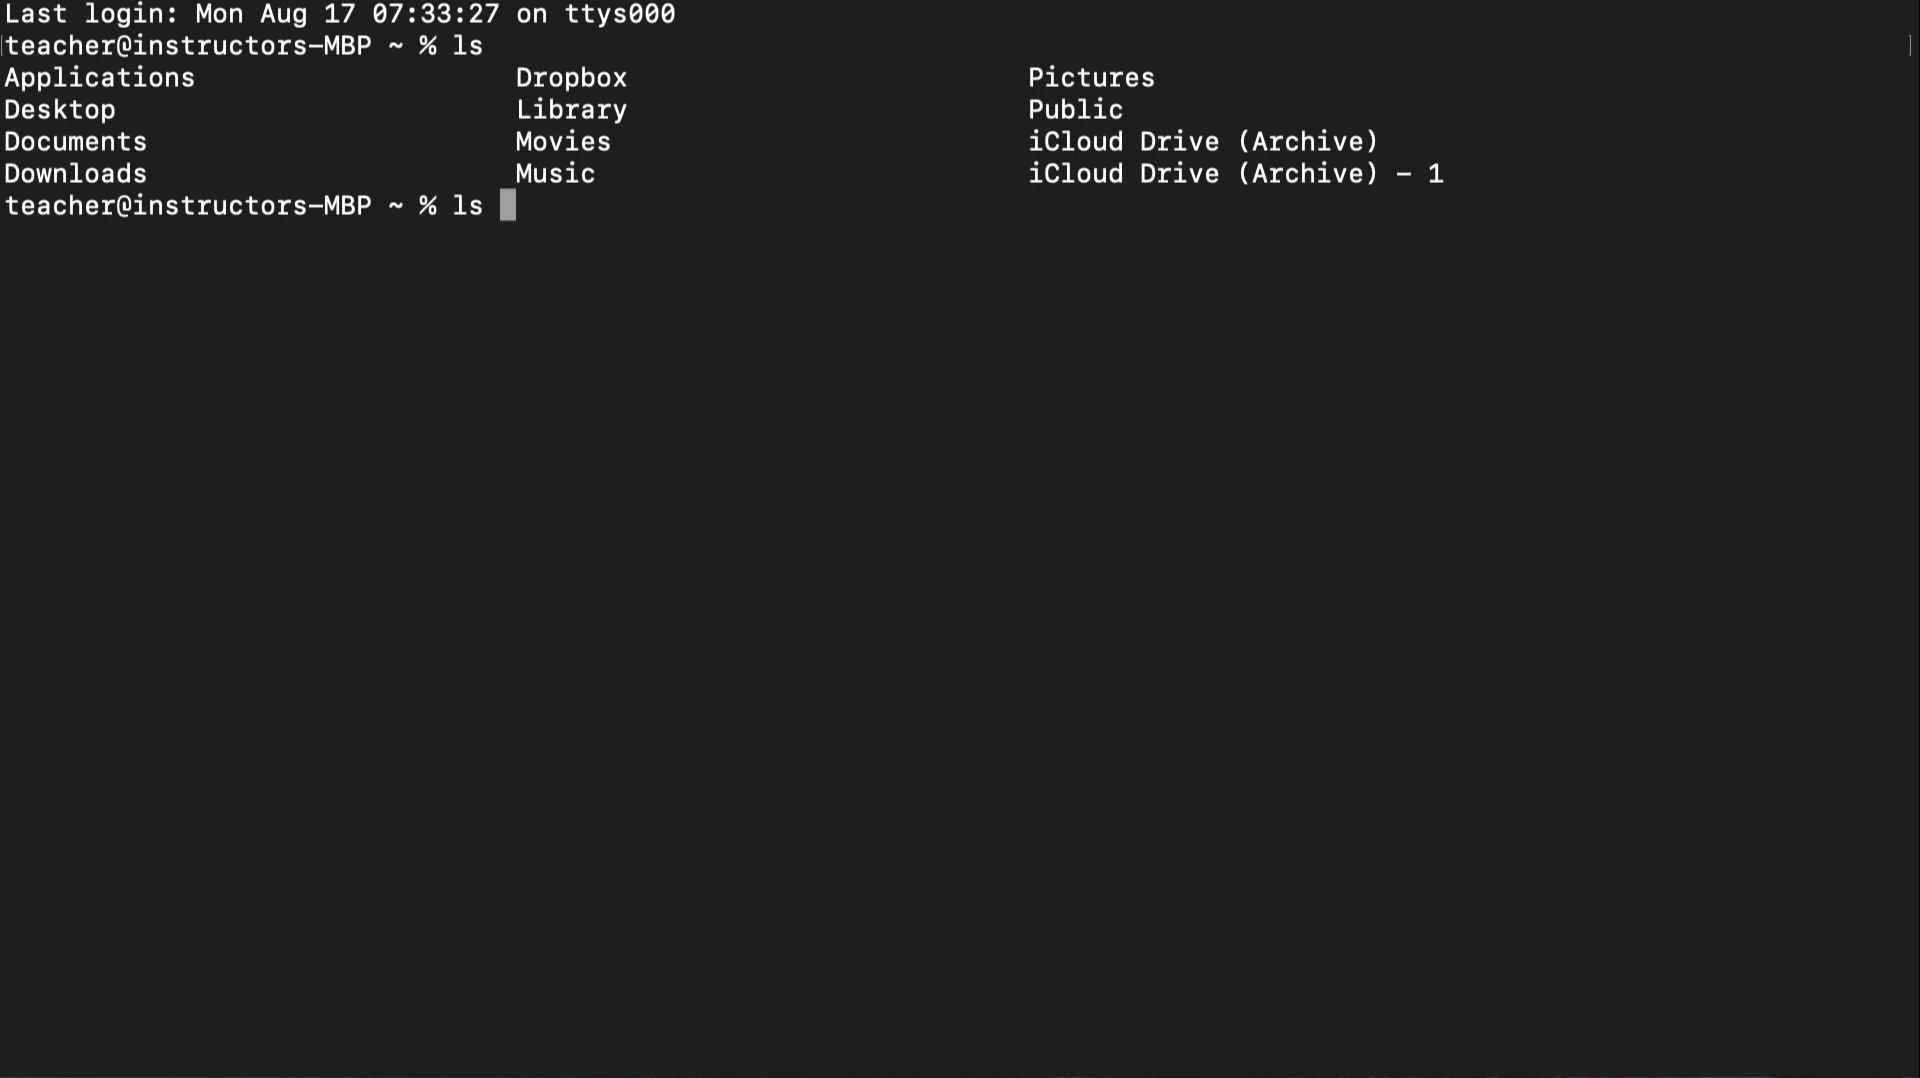 Last login: Mon Aug 17 07:33:27 on ttys000
[teacher@instructors-MBP ~ % ls ]
Applications Dropbox Pictures
Desktop Library Public
Documents Movies iCloud Drive (Archive)
Downloads Music iCloud Drive (Archive) - 1
teacher@instructors-MBP ~ % ls